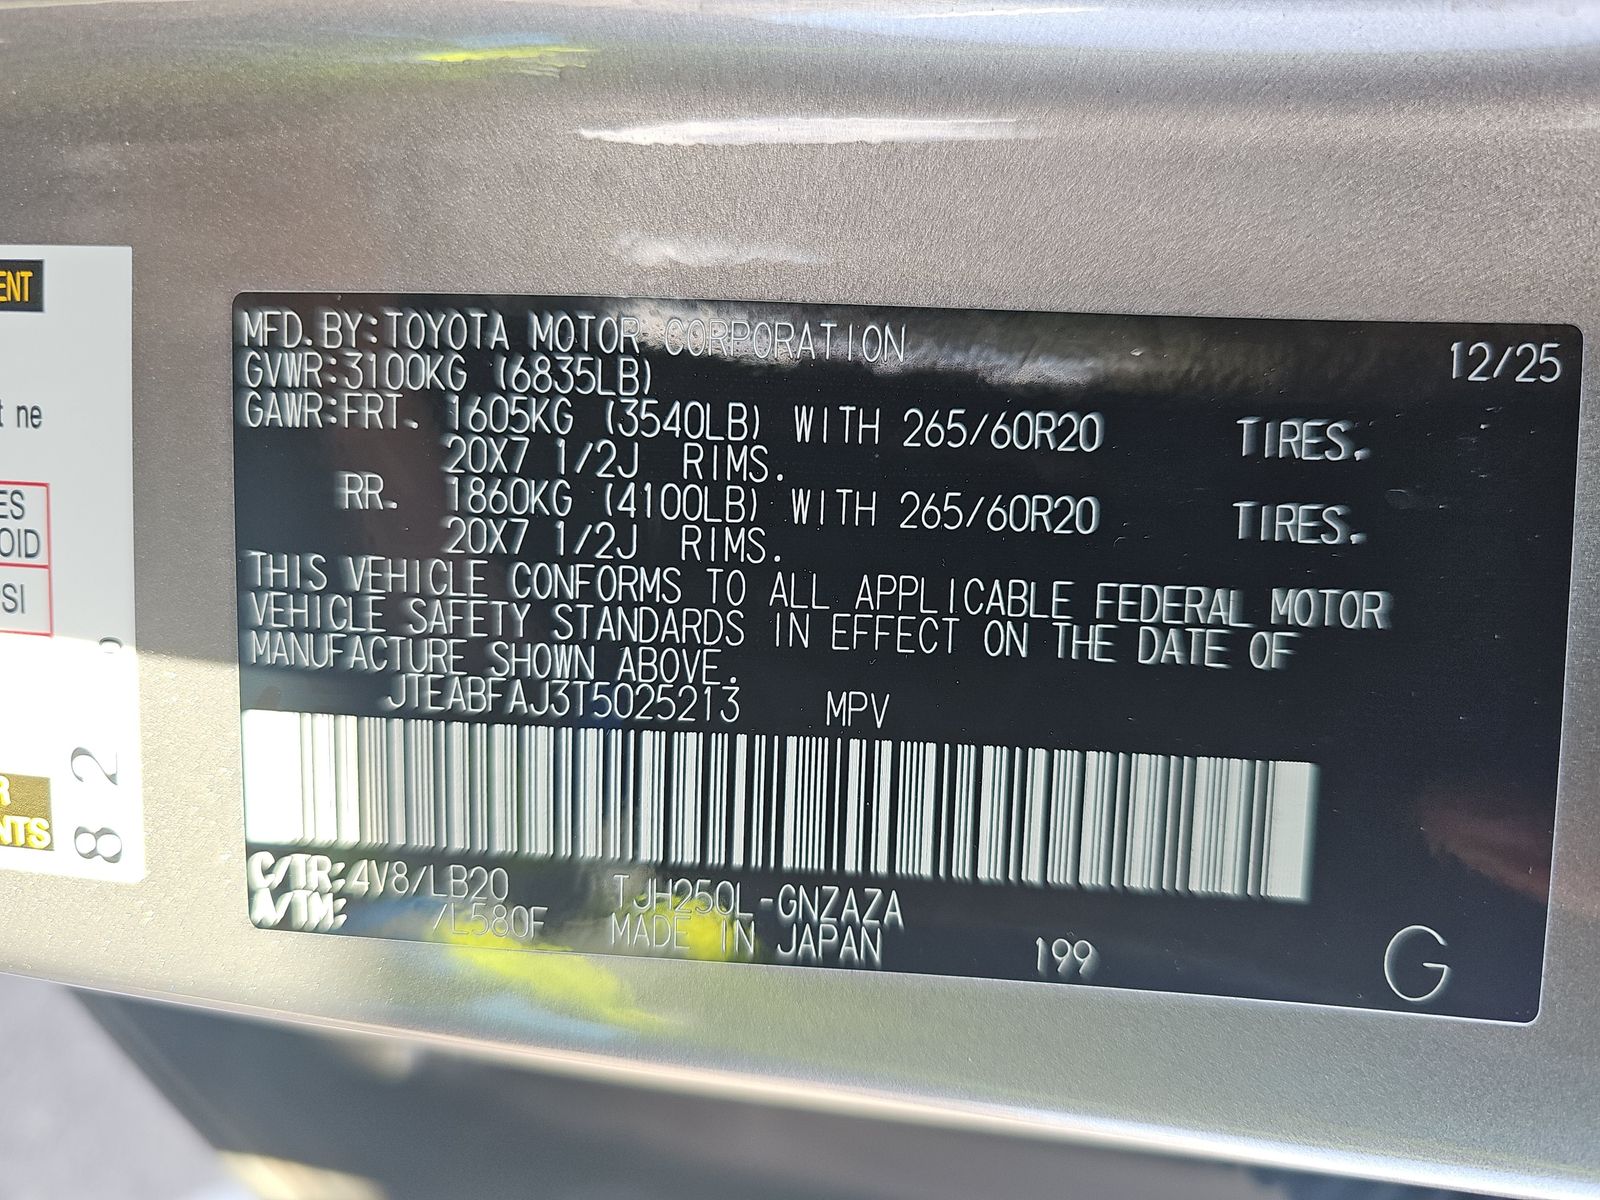 MFD. BY:TOYOTA MOTOR CORPORATION 12/25
GVWR:3100KG (6835LB)
GAWR:FRT. 1605KG (3540LB) WITH 265/60R20 TIRES.
20X7 1/2J RIMS.
RR. 1860KG (4100LB) WITH 265/60R20 TIRES.
20X7 1/2J RIMS.
THIS VEHICLE CONFORMS TO ALL APPLICABLE FEDERAL MOTOR
VEHICLE SAFETY STANDARDS IN EFFECT ON THE DATE OF
MANUFACTURE SHOWN ABOVE.
JTEABFAJ3T5025213 MPV
C/TR:4V8/LB20 TJH250L-GNZAZA
A/TM: /L580F MADE IN JAPAN 199 G
ENT
t ne
ES
OID
SI
R
NTS
82